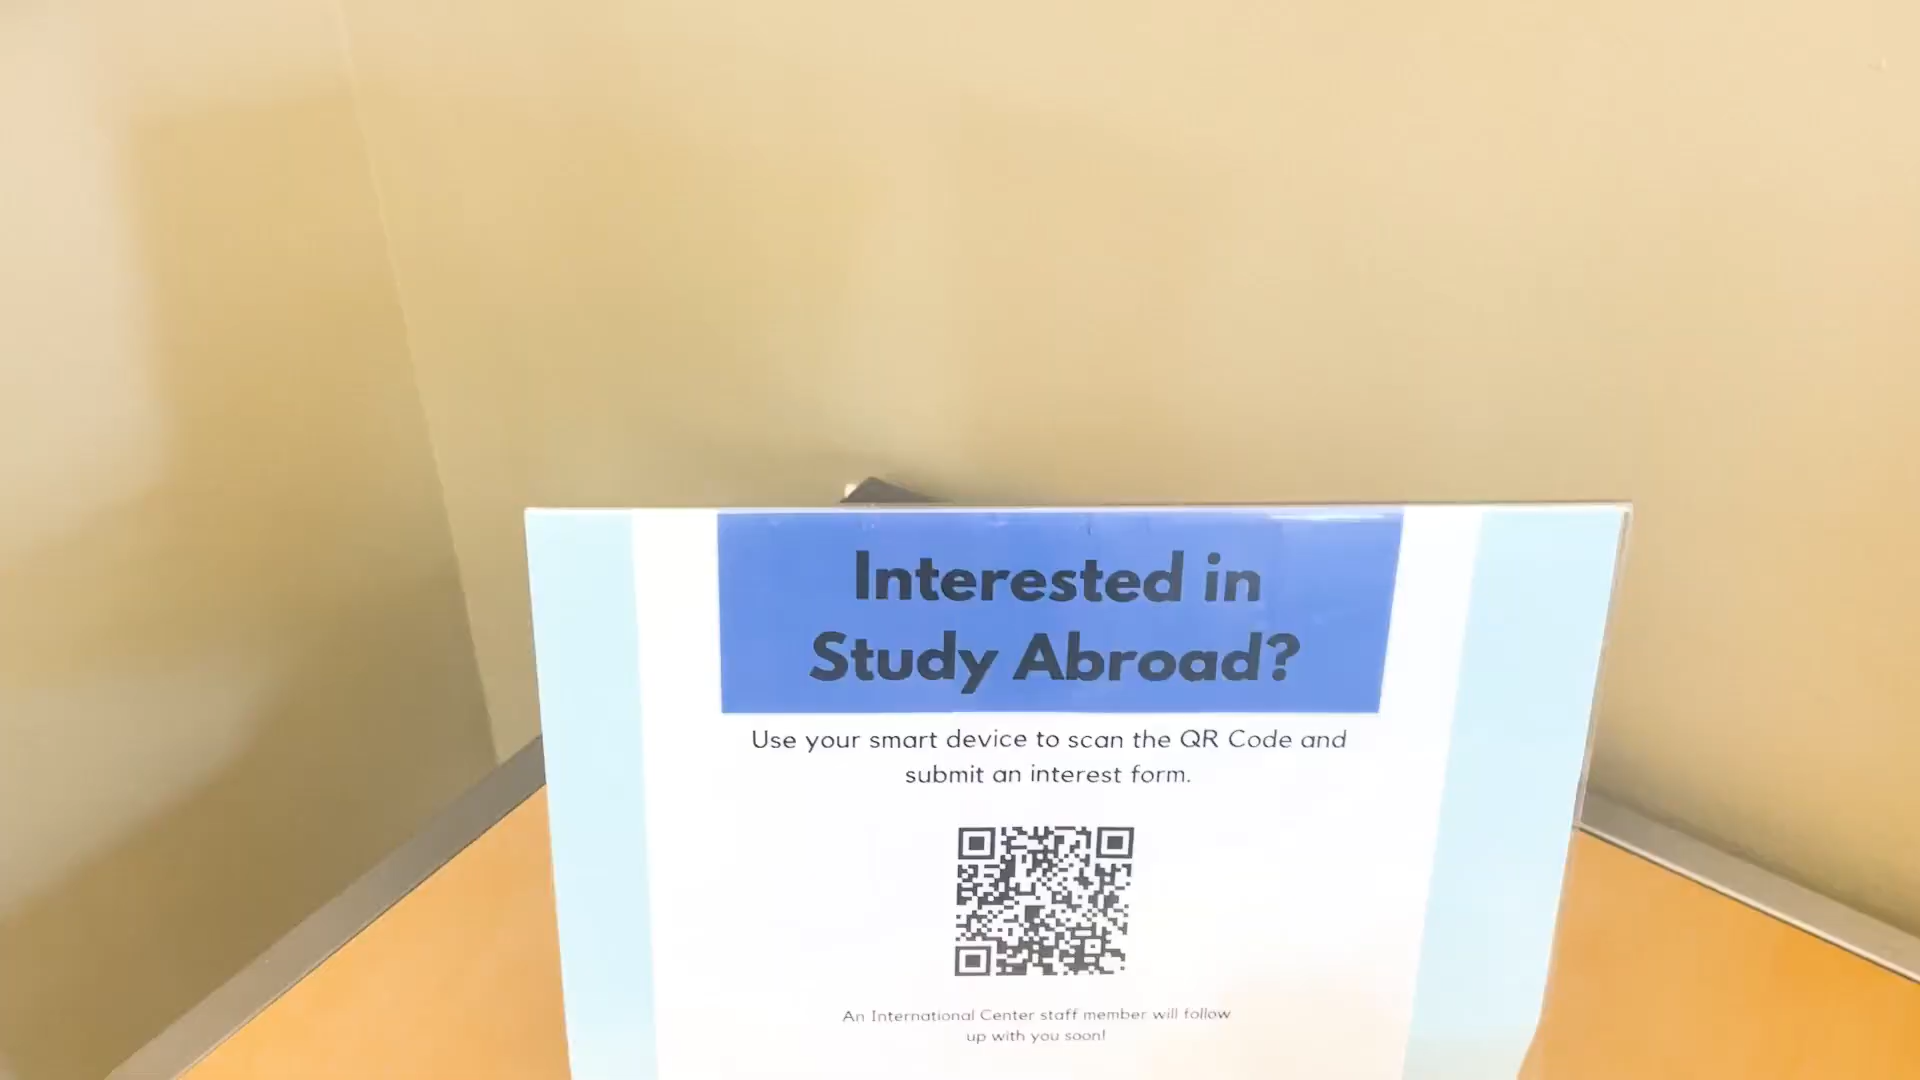 Interested in
Study Abroad?
Use your smart device to scan the QR Code and
submit an interest form.
An International Center staff member will follow
up with you soon!